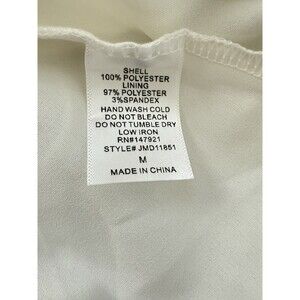 SHELL
100% POLYESTER
LINING
97% POLYESTER
3%SPANDEX
HAND WASH COLD
DO NOT BLEACH
DO NOT TUMBLE DRY
LOW IRON
RN#147921
STYLE# JMD11851
M
MADE IN CHINA